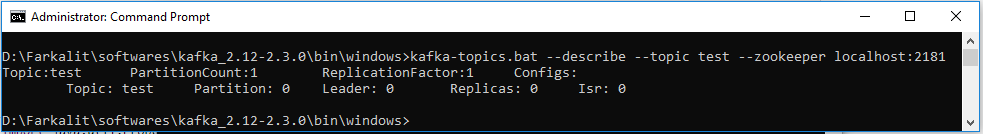 Administrator: Command Prompt
D:\Farkalit\softwares\kafka_2.12-2.3.0\bin\windows>kafka-topics.bat --describe --topic test --zookeeper localhost:2181
Topic:test PartitionCount:1 ReplicationFactor:1 Configs:
Topic: test Partition: 0 Leader: 0 Replicas: 0 Isr: 0
D:\Farkalit\softwares\kafka_2.12-2.3.0\bin\windows>